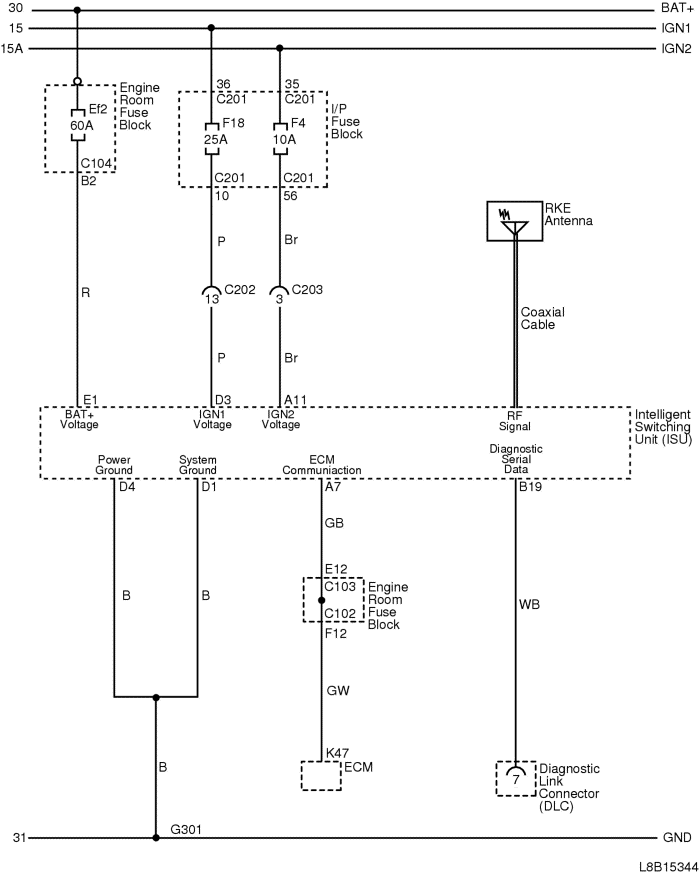 30 BAT+
15 IGN1
15A IGN2
Engine
Room
Fuse
Block
Ef2
60A
C104
B2
36
C201
35
C201
I/P
Fuse
Block
F18
25A
F4
10A
C201
10
C201
56
RKE
Antenna
P
Br
R
C202
13
C203
3
Coaxial
Cable
P
Br
E1
D3
A11
BAT+
Voltage
IGN1
Voltage
IGN2
Voltage
RF
Signal
Intelligent
Switching
Unit (ISU)
Power
Ground
System
Ground
ECM
Communiaction
Diagnostic
Serial
Data
D4
D1
A7
B19
GB
E12
C103
C102
F12
Engine
Room
Fuse
Block
B
B
WB
GW
K47
ECM
B
7
Diagnostic
Link
Connector
(DLC)
G301
31 GND
L8B15344